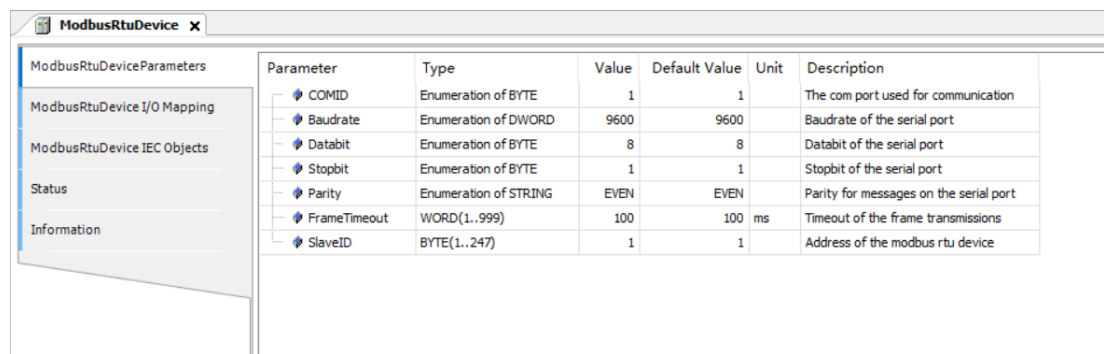 ModbusRtuDevice
ModbusRtuDeviceParameters
ModbusRtuDevice I/O Mapping
ModbusRtuDevice IEC Objects
Status
Information
Parameter Type Value Default Value Unit Description
COMID Enumeration of BYTE 1 1 The com port used for communication
Baudrate Enumeration of DWORD 9600 9600 Baudrate of the serial port
Databit Enumeration of BYTE 8 8 Databit of the serial port
Stopbit Enumeration of BYTE 1 1 Stopbit of the serial port
Parity Enumeration of STRING EVEN EVEN Parity for messages on the serial port
FrameTimeout WORD(1..999) 100 100 ms Timeout of the frame transmissions
SlaveID BYTE(1..247) 1 1 Address of the modbus rtu device